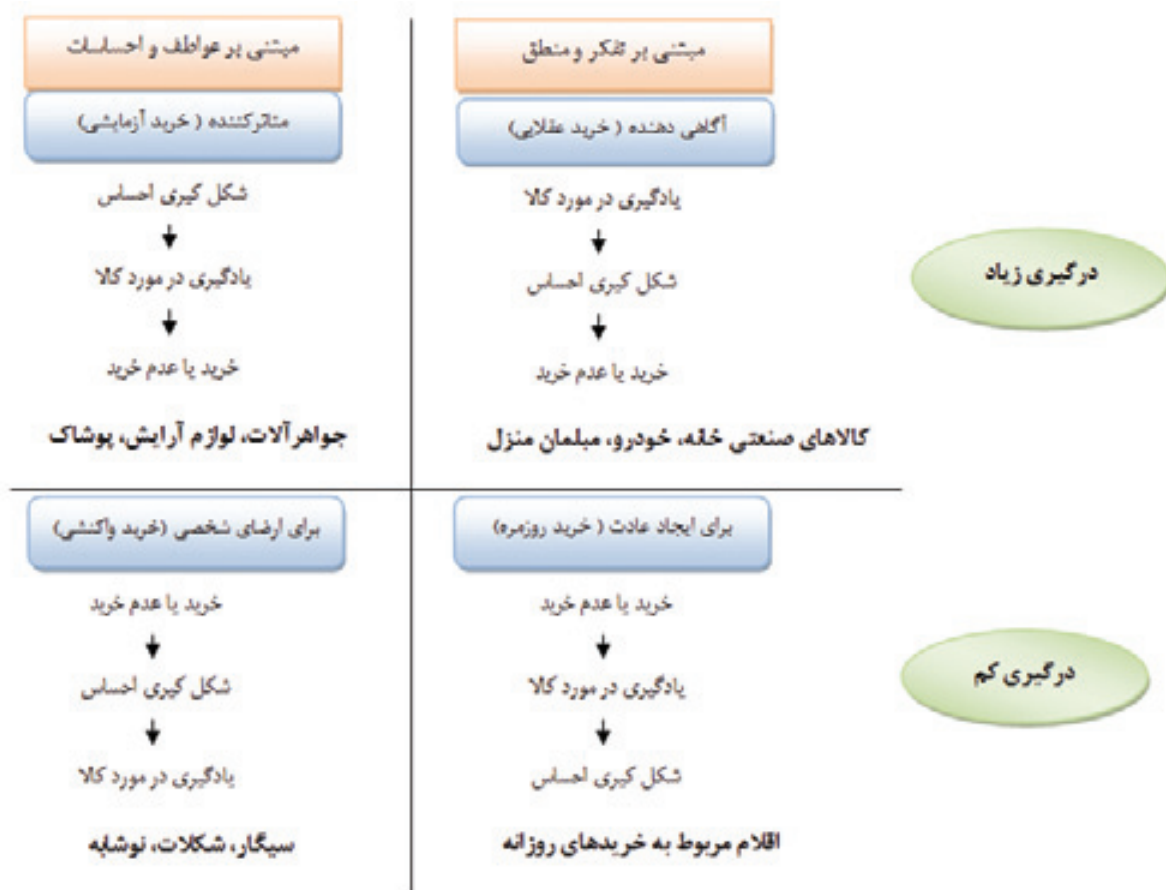 مبتنی بر تفکر و منطق
آگاهی دهنده ( خرید عقلایی)
یادگیری در مورد کالا
شکل گیری احساس
خرید یا عدم خرید
کالاهای صنعتی خانه، خودرو، مبلمان منزل
مبتنی بر عواطف و احساسات
متاثرکننده ( خرید آزمایشی)
شکل گیری احساس
یادگیری در مورد کالا
خرید یا عدم خرید
جواهرآلات، لوازم آرایش، پوشاک
درگیری زیاد
برای ایجاد عادت ( خرید روزمره)
خرید یا عدم خرید
یادگیری در مورد کالا
شکل گیری احساس
اقلام مربوط به خریدهای روزانه
برای ارضای شخصی (خرید واکنشی)
خرید یا عدم خرید
شکل گیری احساس
یادگیری در مورد کالا
سیگار، شکلات، نوشابه
درگیری کم